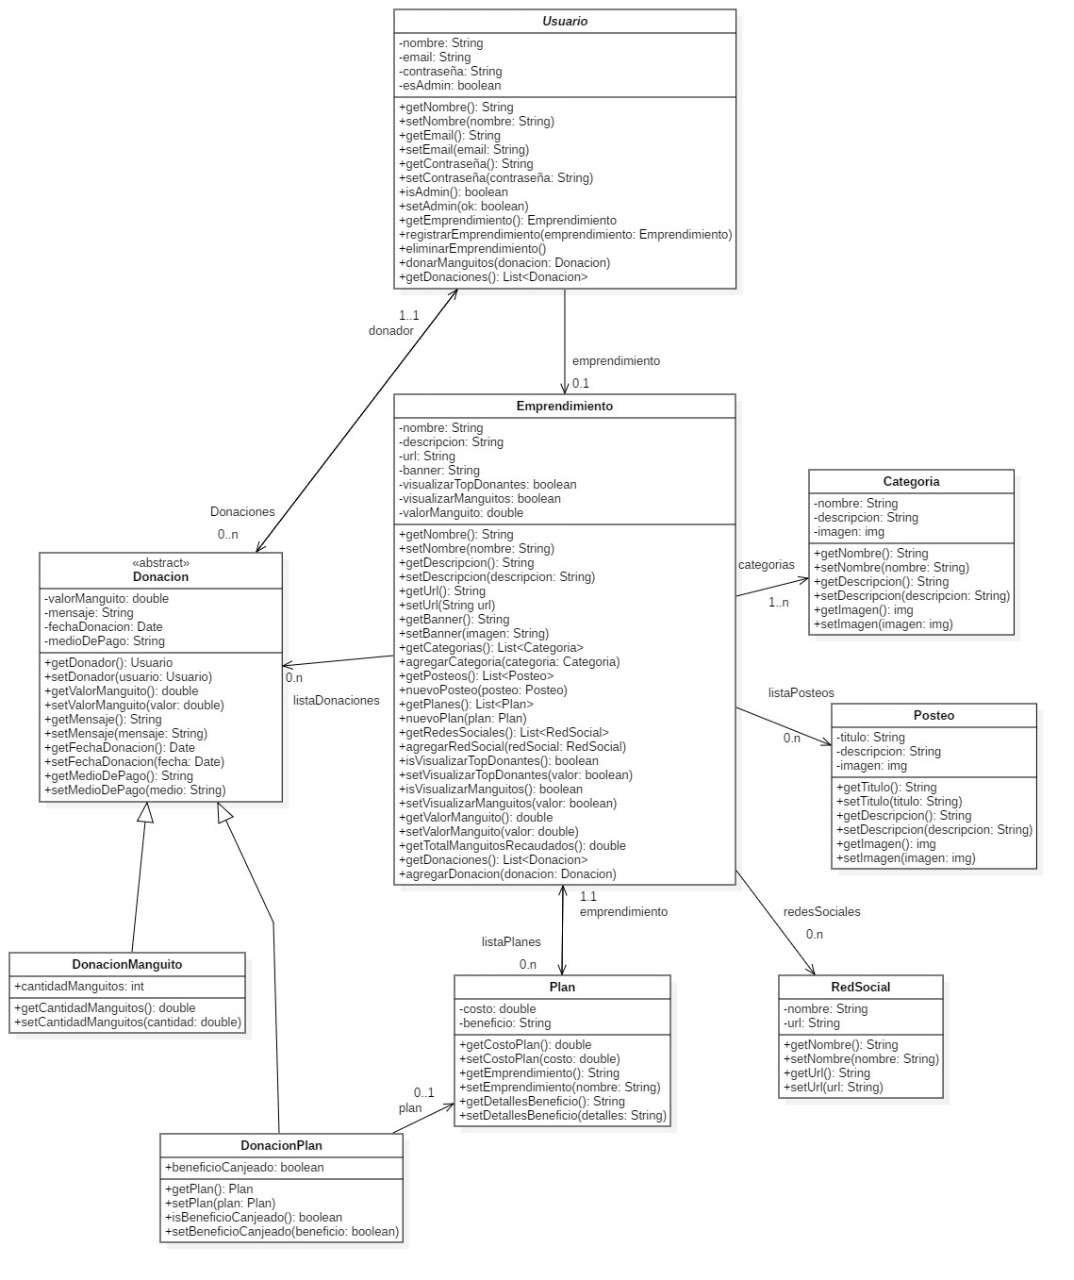 Usuario
-nombre: String
-email: String
-contraseña: String
-esAdmin: boolean
+getNombre(): String
+setNombre(nombre: String)
+getEmail(): String
+setEmail(email: String)
+getContraseña(): String
+setContraseña(contraseña: String)
+isAdmin(): boolean
+setAdmin(ok: boolean)
+getEmprendimiento(): Emprendimiento
+registrarEmprendimiento(emprendimiento: Emprendimiento)
+eliminarEmprendimiento()
+donarManguitos(donacion: Donacion)
+getDonaciones(): List<Donacion>
1..1
donador
emprendimiento
0.1
Donaciones
0..n
Emprendimiento
-nombre: String
-descripcion: String
-url: String
-banner: String
-visualizarTopDonantes: boolean
-visualizarManguitos: boolean
-valorManguito: double
+getNombre(): String
+setNombre(nombre: String)
+getDescripcion(): String
+setDescripcion(descripcion: String)
+getUrl(): String
+setUrl(String url)
+getBanner(): String
+setBanner(imagen: String)
+getCategorias(): List<Categoria>
+agregarCategoria(categoria: Categoria)
+getPosteos(): List<Posteo>
+nuevoPosteo(posteo: Posteo)
+getPlanes(): List<Plan>
+nuevoPlan(plan: Plan)
+getRedesSociales(): List<RedSocial>
+agregarRedSocial(redSocial: RedSocial)
+isVisualizarTopDonantes(): boolean
+setVisualizarTopDonantes(valor: boolean)
+isVisualizarManguitos(): boolean
+setVisualizarManguitos(valor: boolean)
+getValorManguito(): double
+setValorManguito(valor: double)
+getTotalManguitosRecaudados(): double
+getDonaciones(): List<Donacion>
+agregarDonacion(donacion: Donacion)
categorias
1..n
Categoria
-nombre: String
-descripcion: String
-imagen: img
+getNombre(): String
+setNombre(nombre: String)
+getDescripcion(): String
+setDescripcion(descripcion: String)
+getImagen(): img
+setImagen(imagen: img)
«abstract»
Donacion
-valorManguito: double
-mensaje: String
-fechaDonacion: Date
-medioDePago: String
+getDonador(): Usuario
+setDonador(usuario: Usuario)
+getValorManguito(): double
+setValorManguito(valor: double)
+getMensaje(): String
+setMensaje(mensaje: String)
+getFechaDonacion(): Date
+setFechaDonacion(fecha: Date)
+getMedioDePago(): String
+setMedioDePago(medio: String)
0.n
listaDonaciones
listaPosteos
0.n
Posteo
-titulo: String
-descripcion: String
-imagen: img
+getTitulo(): String
+setTitulo(titulo: String)
+getDescripcion(): String
+setDescripcion(descripcion: String)
+getImagen(): img
+setImagen(imagen: img)
1.1
emprendimiento
listaPlanes
0.n
redesSociales
0.n
DonacionManguito
+cantidadManguitos: int
+getCantidadManguitos(): double
+setCantidadManguitos(cantidad: double)
Plan
-costo: double
-beneficio: String
+getCostoPlan(): double
+setCostoPlan(costo: double)
+getEmprendimiento(): String
+setEmprendimiento(nombre: String)
+getDetallesBeneficio(): String
+setDetallesBeneficio(detalles: String)
RedSocial
-nombre: String
-url: String
+getNombre(): String
+setNombre(nombre: String)
+getUrl(): String
+setUrl(url: String)
0..1
plan
DonacionPlan
+beneficioCanjeado: boolean
+getPlan(): Plan
+setPlan(plan: Plan)
+isBeneficioCanjeado(): boolean
+setBeneficioCanjeado(beneficio: boolean)